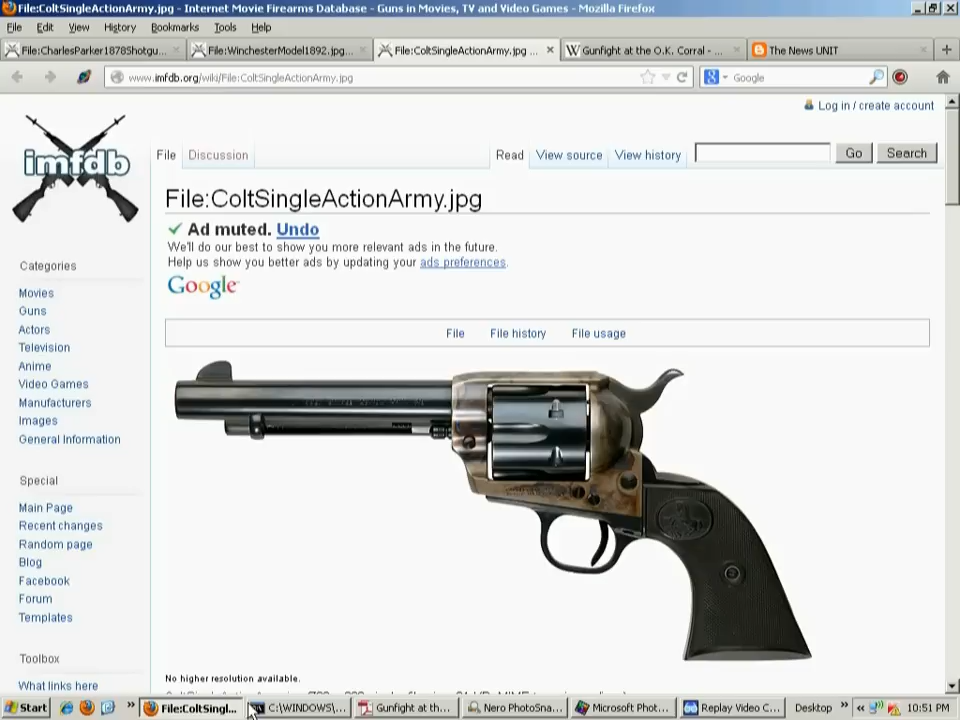 File:ColtSingleActionArmy.jpg - Internet Movie Firearms Database - Guns in Movies, TV and Video Games - Mozilla Firefox
File Edit View History Bookmarks Tools Help
File:CharlesParker1878Shotgu... File:WinchesterModel1892.jpg... File:ColtSingleActionArmy.jpg ... Gunfight at the O.K. Corral - ... The News UNIT
www.imfdb.org/wiki/File:ColtSingleActionArmy.jpg Google
Log in / create account
imfdb
File Discussion Read View source View history Go Search
File:ColtSingleActionArmy.jpg
Ad muted. Undo
We'll do our best to show you more relevant ads in the future.
Help us show you better ads by updating your ads preferences.
Google
File File history File usage
Categories
Movies
Guns
Actors
Television
Anime
Video Games
Manufacturers
Images
General Information
Special
Main Page
Recent changes
Random page
Blog
Facebook
Forum
Templates
Toolbox
What links here
No higher resolution available.
Start File:ColtSingl... C:\WINDOWS\... Gunfight at th... Nero PhotoSna... Microsoft Phot... Replay Video C... Desktop 10:51 PM